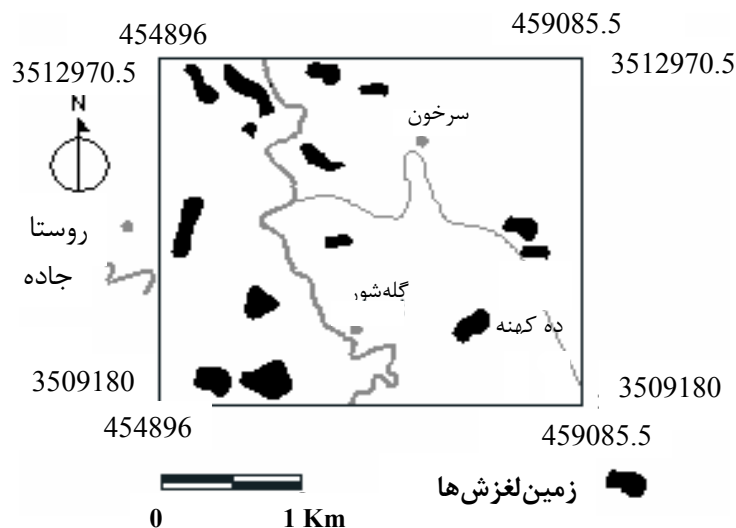 454896
459085.5
3512970.5
3512970.5
N
سرخون
روستا
جاده
گله‌شور
ده کهنه
3509180
3509180
454896
459085.5
زمین‌لغزش‌ها
0 1 Km